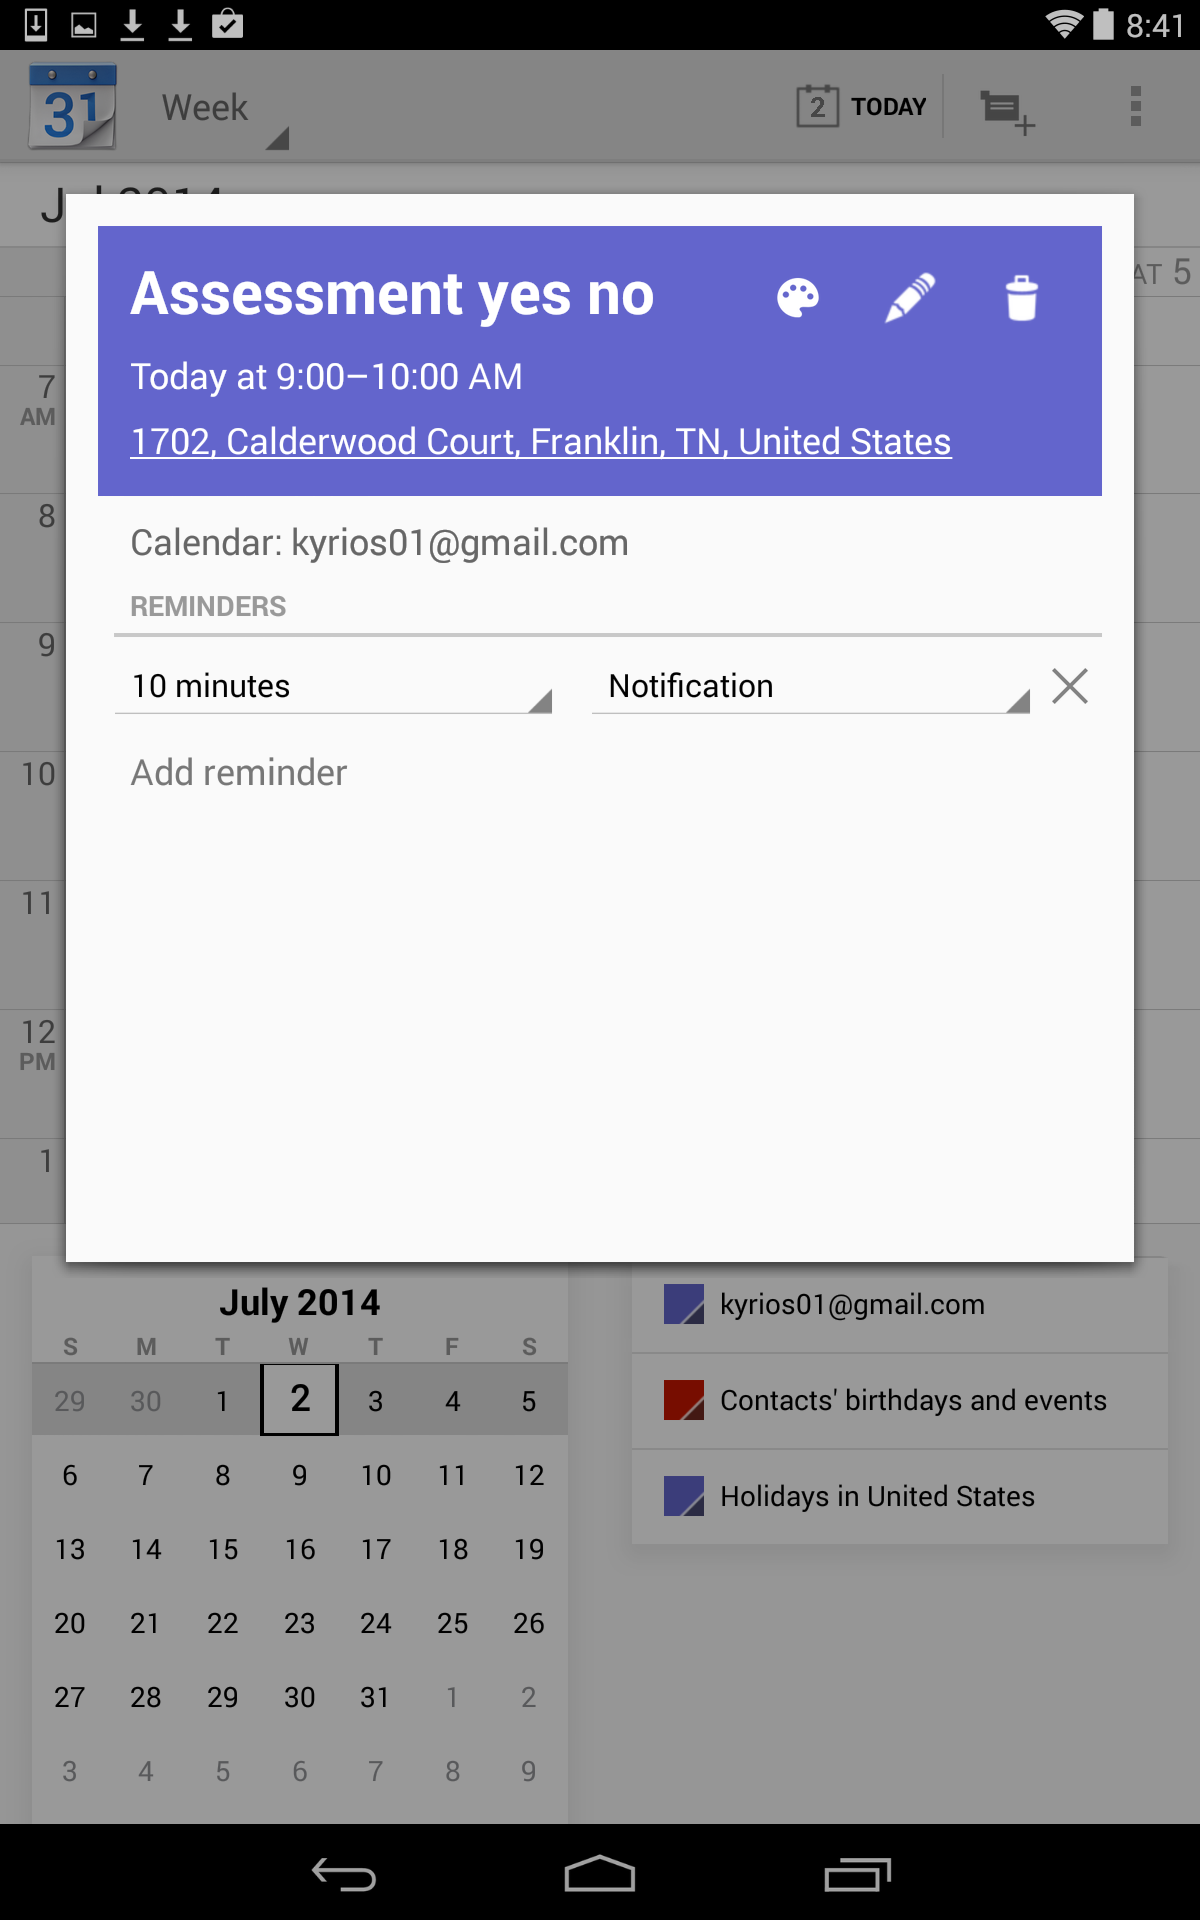 8:41
31
Week
2 TODAY
AT 5
Assessment yes no
Today at 9:00–10:00 AM
1702, Calderwood Court, Franklin, TN, United States
Calendar: kyrios01@gmail.com
REMINDERS
10 minutes Notification
Add reminder
7
AM
8
9
10
11
12
PM
1
July 2014
S M T W T F S
29 30 1 2 3 4 5
6 7 8 9 10 11 12
13 14 15 16 17 18 19
20 21 22 23 24 25 26
27 28 29 30 31 1 2
3 4 5 6 7 8 9
kyrios01@gmail.com
Contacts' birthdays and events
Holidays in United States